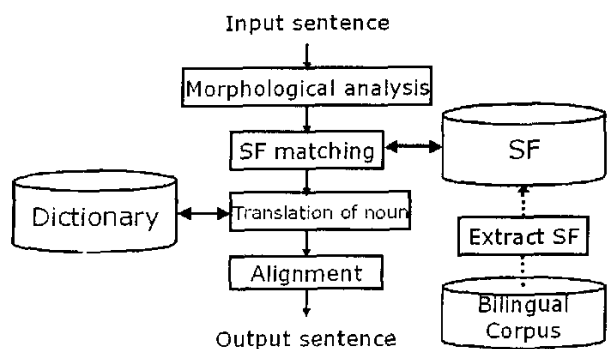 Input sentence
Morphological analysis
SF matching
SF
Dictionary
Translation of noun
Extract SF
Alignment
Bilingual
Corpus
Output sentence